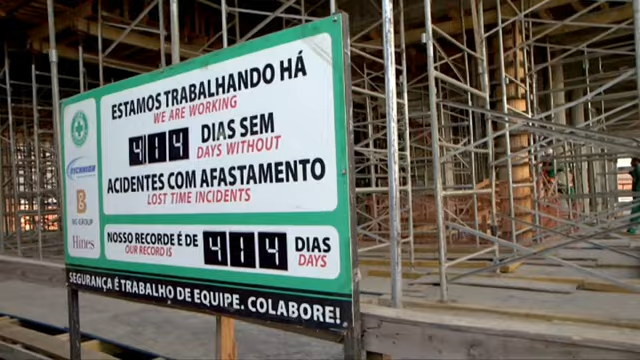 ESTAMOS TRABALHANDO HÁ
WE ARE WORKING
414 DIAS SEM
DAYS WITHOUT
ACIDENTES COM AFASTAMENTO
LOST TIME INCIDENTS
NOSSO RECORDE É DE 414 DIAS
OUR RECORD IS DAYS
TECHNION
Hines
SEGURANÇA É TRABALHO DE EQUIPE. COLABORE!